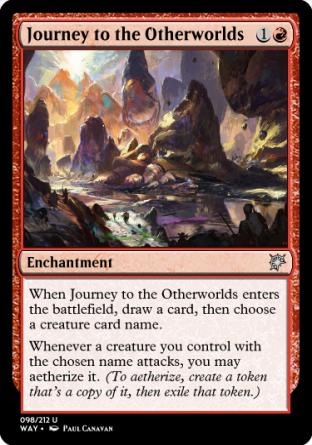 Journey to the Otherworlds 1
Enchantment
When Journey to the Otherworlds enters
the battlefield, draw a card, then choose
a creature card name.
Whenever a creature you control with
the chosen name attacks, you may
aetherize it. (To aetherize, create a token
that's a copy of it, then exile that token.)
098/212 U
WAY • PAUL CANAVAN